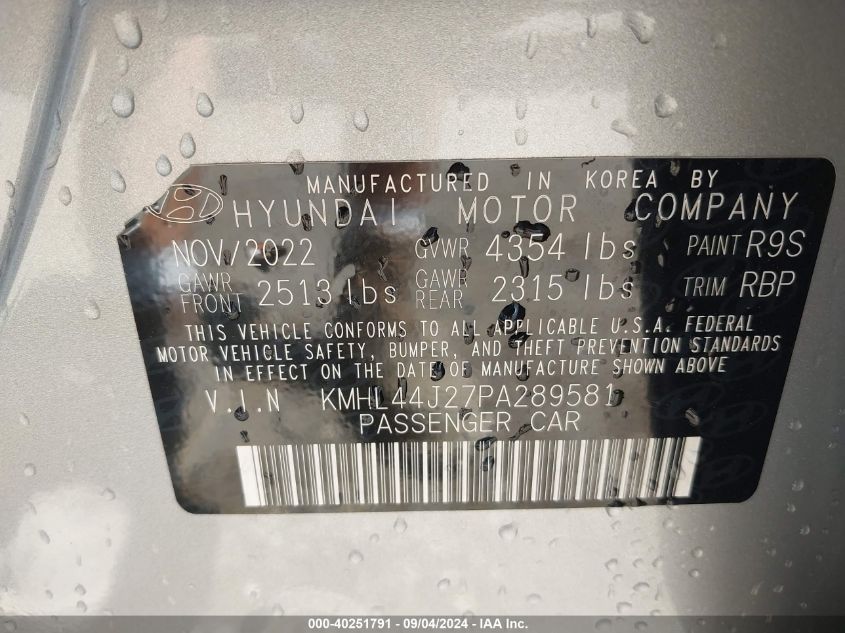 MANUFACTURED IN KOREA BY
HYUNDAI MOTOR COMPANY
NOV/2022 GVWR 4354 lbs PAINT R9S
GAWR FRONT 2513 lbs GAWR REAR 2315 lbs TRIM RBP
THIS VEHICLE CONFORMS TO ALL APPLICABLE U.S.A. FEDERAL
MOTOR VEHICLE SAFETY, BUMPER, AND THEFT PREVENTION STANDARDS
IN EFFECT ON THE DATE OF MANUFACTURE SHOWN ABOVE
V.I.N KMHL44J27PA289581
PASSENGER CAR
000-40251791 - 09/04/2024 - IAA Inc.